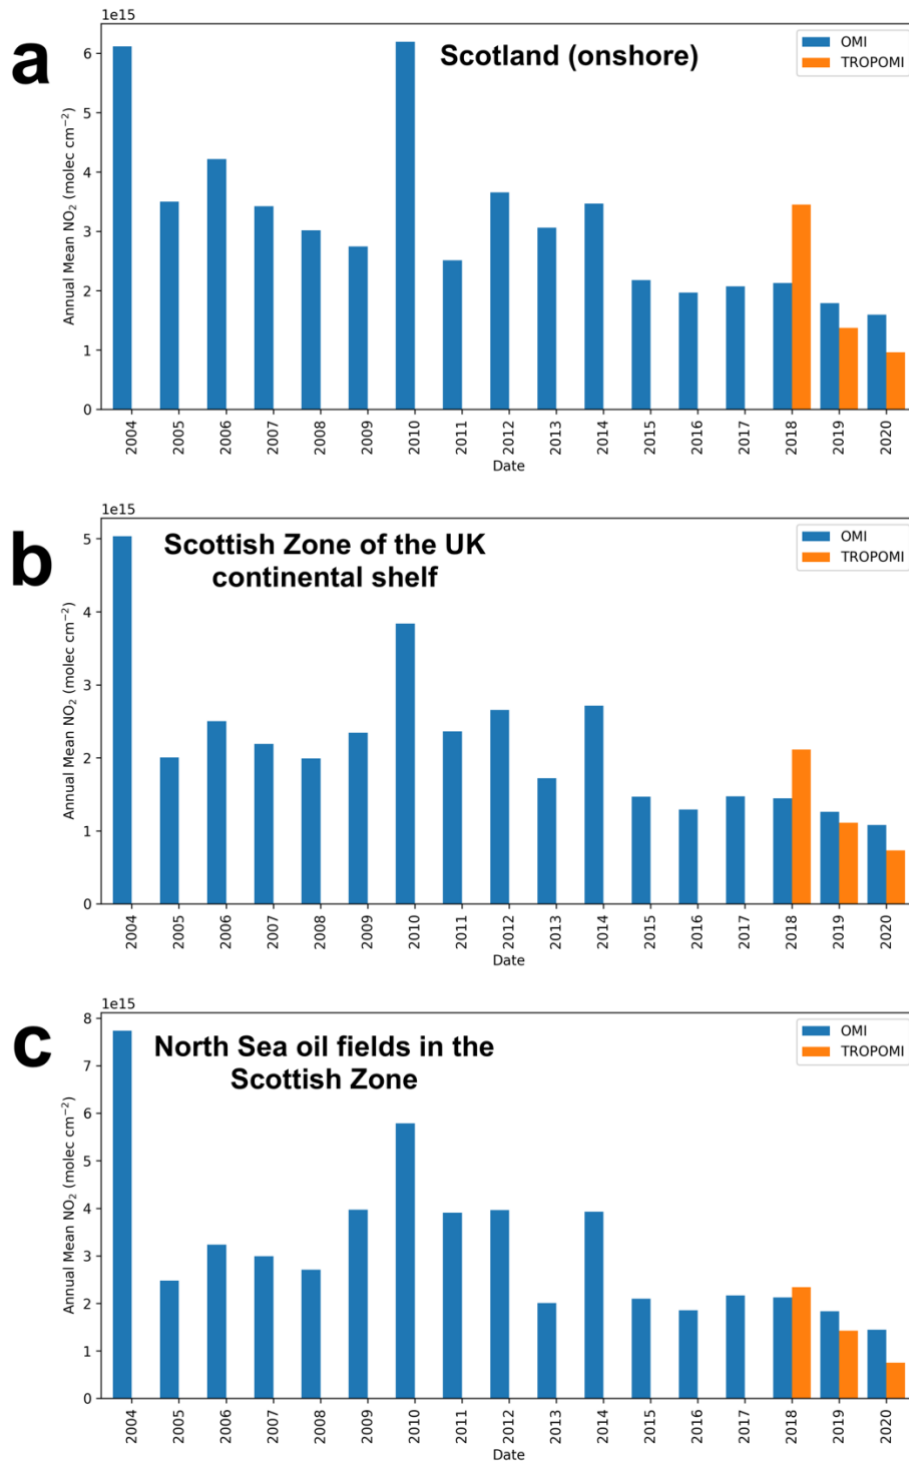 a
1e15
Scotland (onshore)
OMI
TROPOMI
Annual Mean NO₂ (molec cm⁻²)
6
5
4
3
2
1
0
2004 2005 2006 2007 2008 2009 2010 2011 2012 2013 2014 2015 2016 2017 2018 2019 2020
Date
b
1e15
Scottish Zone of the UK
continental shelf
OMI
TROPOMI
Annual Mean NO₂ (molec cm⁻²)
5
4
3
2
1
0
2004 2005 2006 2007 2008 2009 2010 2011 2012 2013 2014 2015 2016 2017 2018 2019 2020
Date
c
1e15
North Sea oil fields in the
Scottish Zone
OMI
TROPOMI
Annual Mean NO₂ (molec cm⁻²)
8
7
6
5
4
3
2
1
0
2004 2005 2006 2007 2008 2009 2010 2011 2012 2013 2014 2015 2016 2017 2018 2019 2020
Date